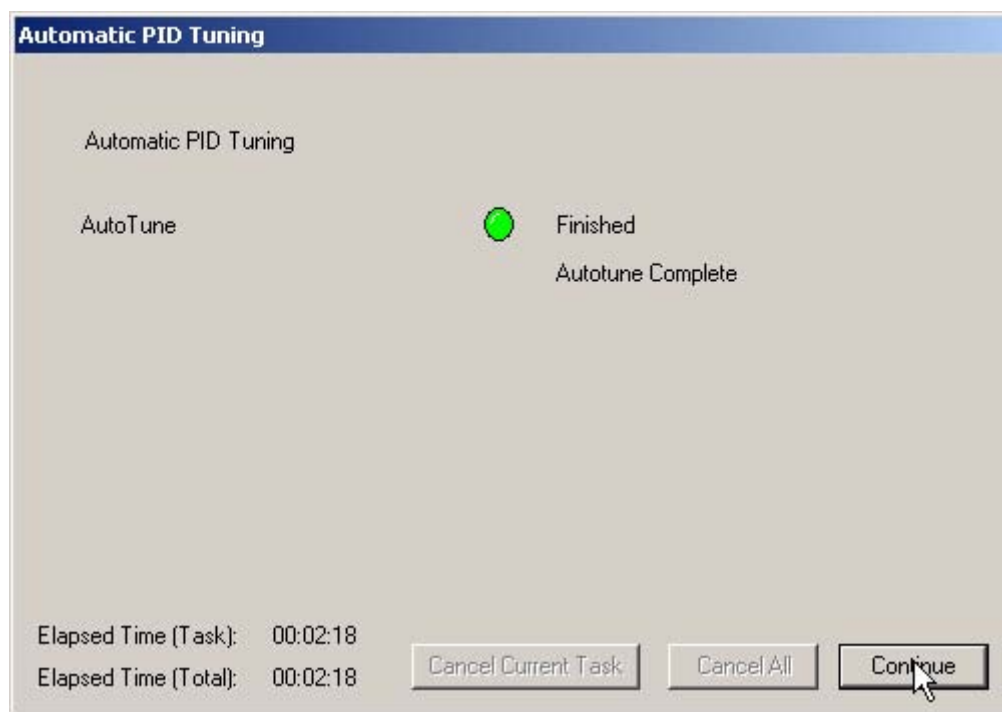 Automatic PID Tuning
Automatic PID Tuning
AutoTune Finished
Autotune Complete
Elapsed Time (Task): 00:02:18
Elapsed Time (Total): 00:02:18
Cancel Current Task Cancel All Continue